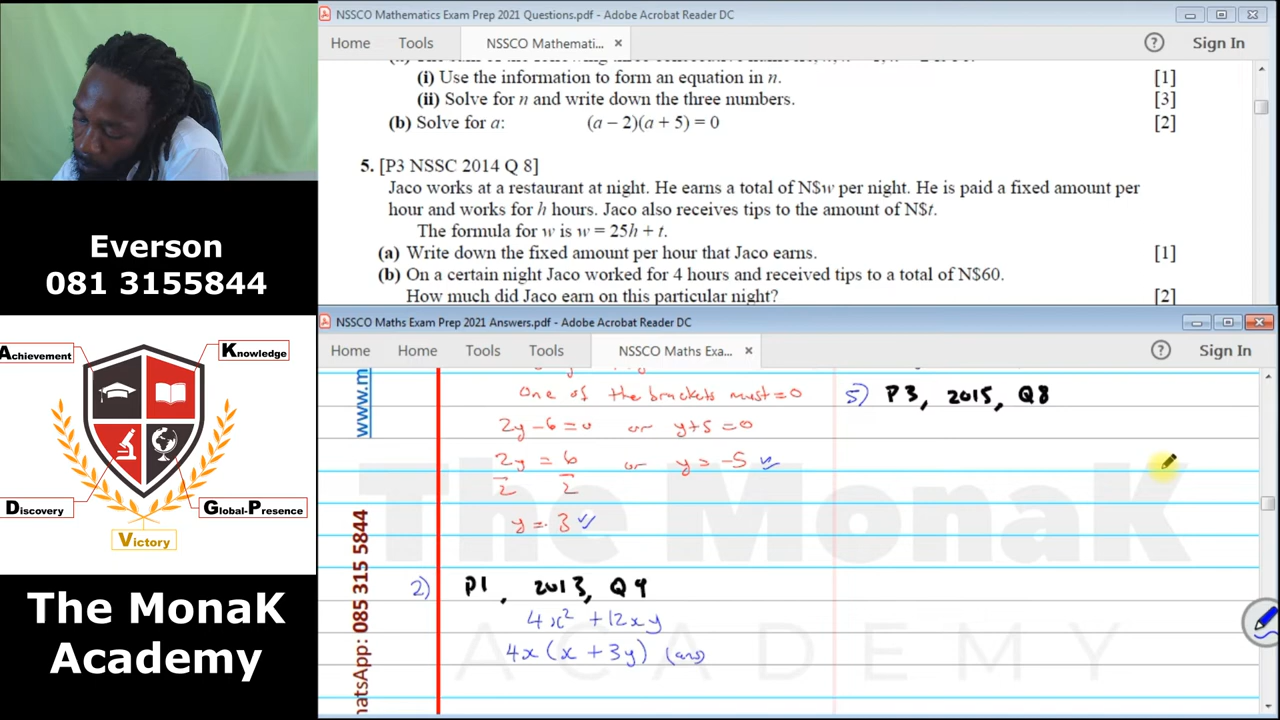 NSSCO Mathematics Exam Prep 2021 Questions.pdf - Adobe Acrobat Reader DC
Home Tools NSSCO Mathemati... × Sign In
(i) Use the information to form an equation in n. [1]
(ii) Solve for n and write down the three numbers. [3]
(b) Solve for a: (a − 2)(a + 5) = 0 [2]
5. [P3 NSSC 2014 Q 8]
Jaco works at a restaurant at night. He earns a total of N$w per night. He is paid a fixed amount per
hour and works for h hours. Jaco also receives tips to the amount of N$t.
The formula for w is w = 25h + t.
(a) Write down the fixed amount per hour that Jaco earns. [1]
(b) On a certain night Jaco worked for 4 hours and received tips to a total of N$60.
How much did Jaco earn on this particular night? [2]
Everson
081 3155844
Achievement
Knowledge
Discovery
Global-Presence
Victory
The MonaK
Academy
NSSCO Maths Exam Prep 2021 Answers.pdf - Adobe Acrobat Reader DC
Home Home Tools Tools NSSCO Maths Exa... × Sign In
www.m
hatsApp: 085 315 5844
One of the brackets must = 0
2y − 6 = 0 or y + 5 = 0
2y = 6 or y = −5
2 2
y = 3
2) P1, 2013, Q9
4x² + 12xy
4x(x + 3y) (ans)
5) P3, 2015, Q8
The MonaK
ACADEMY